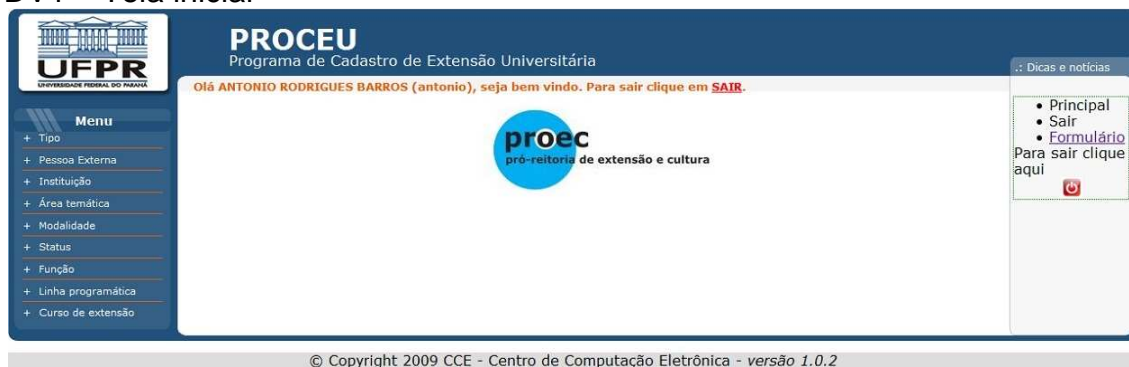 UFPR
UNIVERSIDADE FEDERAL DO PARANÁ
PROCEU
Programa de Cadastro de Extensão Universitária
.: Dicas e notícias
Olá ANTONIO RODRIGUES BARROS (antonio), seja bem vindo. Para sair clique em SAIR.
Menu
+ Tipo
+ Pessoa Externa
+ Instituição
+ Área temática
+ Modalidade
+ Status
+ Função
+ Linha programática
+ Curso de extensão
proec
pró-reitoria de extensão e cultura
• Principal
• Sair
• Formulário
Para sair clique
aqui
© Copyright 2009 CCE - Centro de Computação Eletrônica - versão 1.0.2